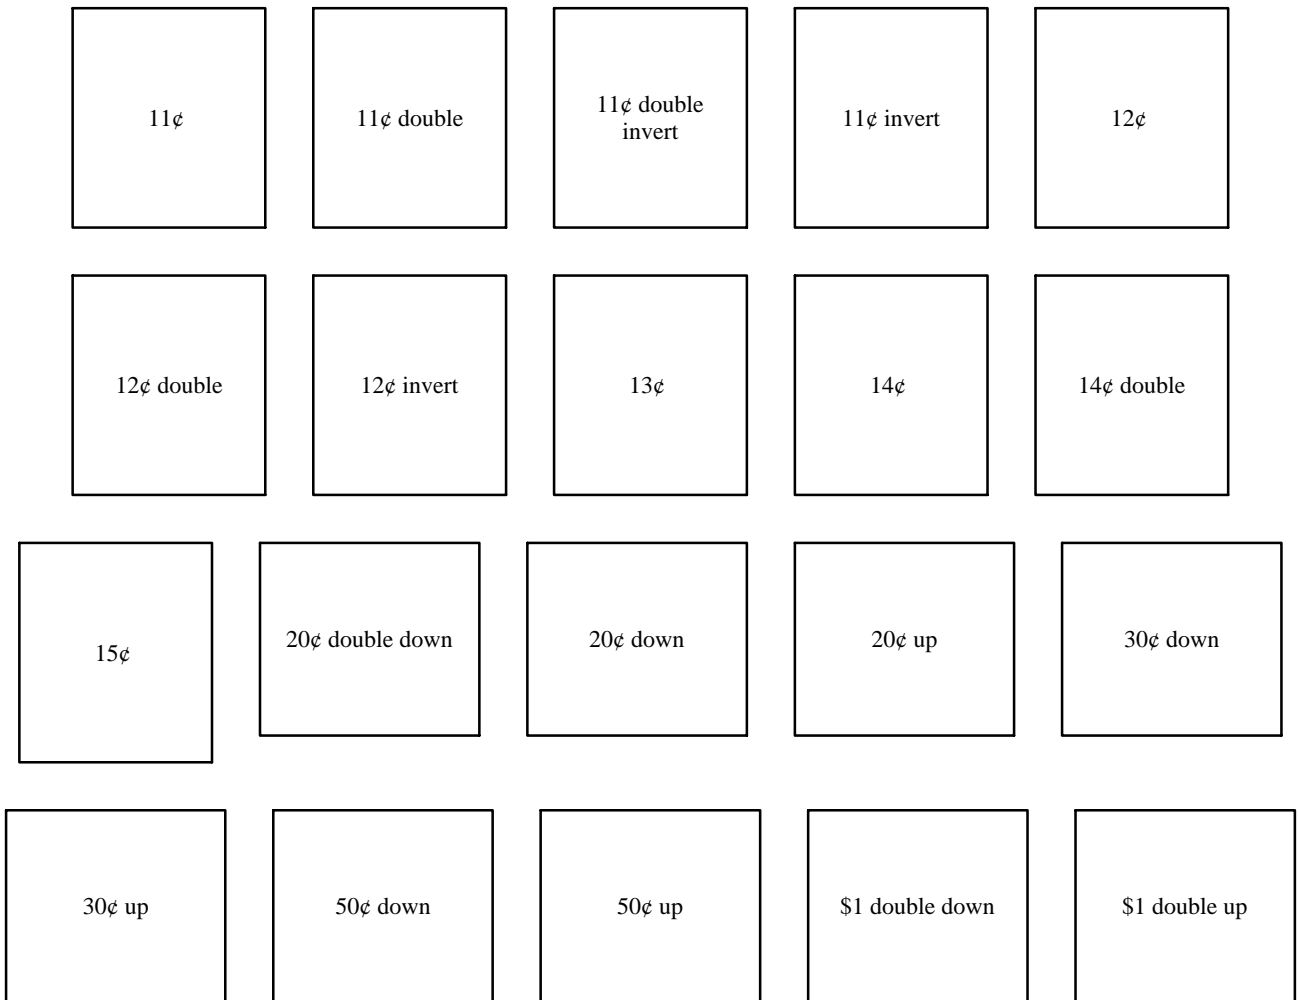 11¢
11¢ double
11¢ double
invert
11¢ invert
12¢
12¢ double
12¢ invert
13¢
14¢
14¢ double
15¢
20¢ double down
20¢ down
20¢ up
30¢ down
30¢ up
50¢ down
50¢ up
$1 double down
$1 double up